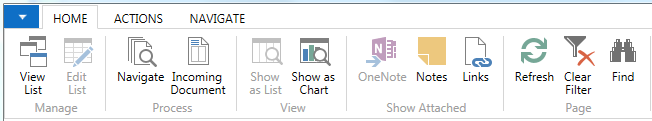 HOME ACTIONS NAVIGATE
View List Edit List Navigate Incoming Document Show as List Show as Chart OneNote Notes Links Refresh Clear Filter Find
Manage Process View Show Attached Page